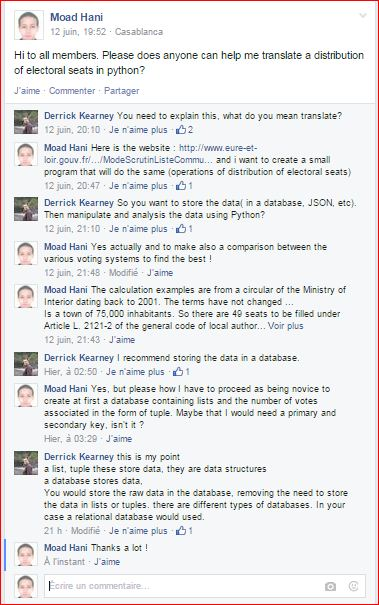 Moad Hani
12 juin, 19:52 · Casablanca
Hi to all members. Please does anyone can help me translate a distribution
of electoral seats in python?
J'aime · Commenter · Partager
Derrick Kearney You need to explain this, what do you mean translate?
12 juin, 20:10 · Je n'aime plus · 2
Moad Hani Here is the website : http://www.eure-et-
loir.gouv.fr/.../ModeScrutinListeCommu... and i want to create a small
program that will do the same (operations of distribution of electoral seats)
12 juin, 20:47 · Je n'aime plus · 1
Derrick Kearney So you want to store the data( in a database, JSON, etc).
Then manipulate and analysis the data using Python?
12 juin, 21:10 · Je n'aime plus · 1
Moad Hani Yes actually and to make also a comparison between the
various voting systems to find the best !
12 juin, 21:48 · Modifié · J'aime
Moad Hani The calculation examples are from a circular of the Ministry of
Interior dating back to 2001. The terms have not changed ...
Is a town of 75,000 inhabitants. So there are 49 seats to be filled under
Article L. 2121-2 of the general code of local author... Voir plus
12 juin, 21:43 · J'aime
Derrick Kearney I recommend storing the data in a database.
Hier, à 02:50 · Je n'aime plus · 1
Moad Hani Yes, but please how I have to proceed as being novice to
create at first a database containing lists and the number of votes
associated in the form of tuple. Maybe that I would need a primary and
secondary key, isn't it ?
Hier, à 03:29 · J'aime
Derrick Kearney this is my point
a list, tuple these store data, they are data structures
a database stores data,
You would store the raw data in the database, removing the need to store
the data in lists or tuples. there are different types of databases. In your
case a relational database would used.
21 h · Modifié · Je n'aime plus · 1
Moad Hani Thanks a lot !
À l'instant · J'aime
Écrire un commentaire...